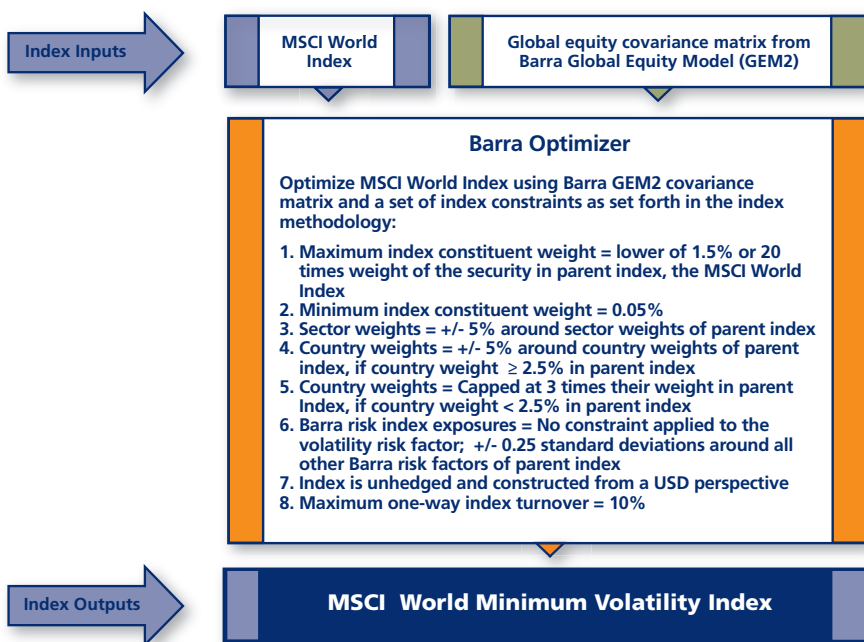 Index Inputs
MSCI World
Index
Global equity covariance matrix from
Barra Global Equity Model (GEM2)
Barra Optimizer
Optimize MSCI World Index using Barra GEM2 covariance
matrix and a set of index constraints as set forth in the index
methodology:
1. Maximum index constituent weight = lower of 1.5% or 20
times weight of the security in parent index, the MSCI World
Index
2. Minimum index constituent weight = 0.05%
3. Sector weights = +/- 5% around sector weights of parent index
4. Country weights = +/- 5% around country weights of parent
index, if country weight ≥ 2.5% in parent index
5. Country weights = Capped at 3 times their weight in parent
Index, if country weight < 2.5% in parent index
6. Barra risk index exposures = No constraint applied to the
volatility risk factor; +/- 0.25 standard deviations around all
other Barra risk factors of parent index
7. Index is unhedged and constructed from a USD perspective
8. Maximum one-way index turnover = 10%
Index Outputs
MSCI World Minimum Volatility Index